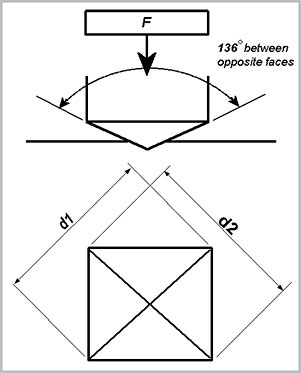 F
136° between
opposite faces
d1
d2